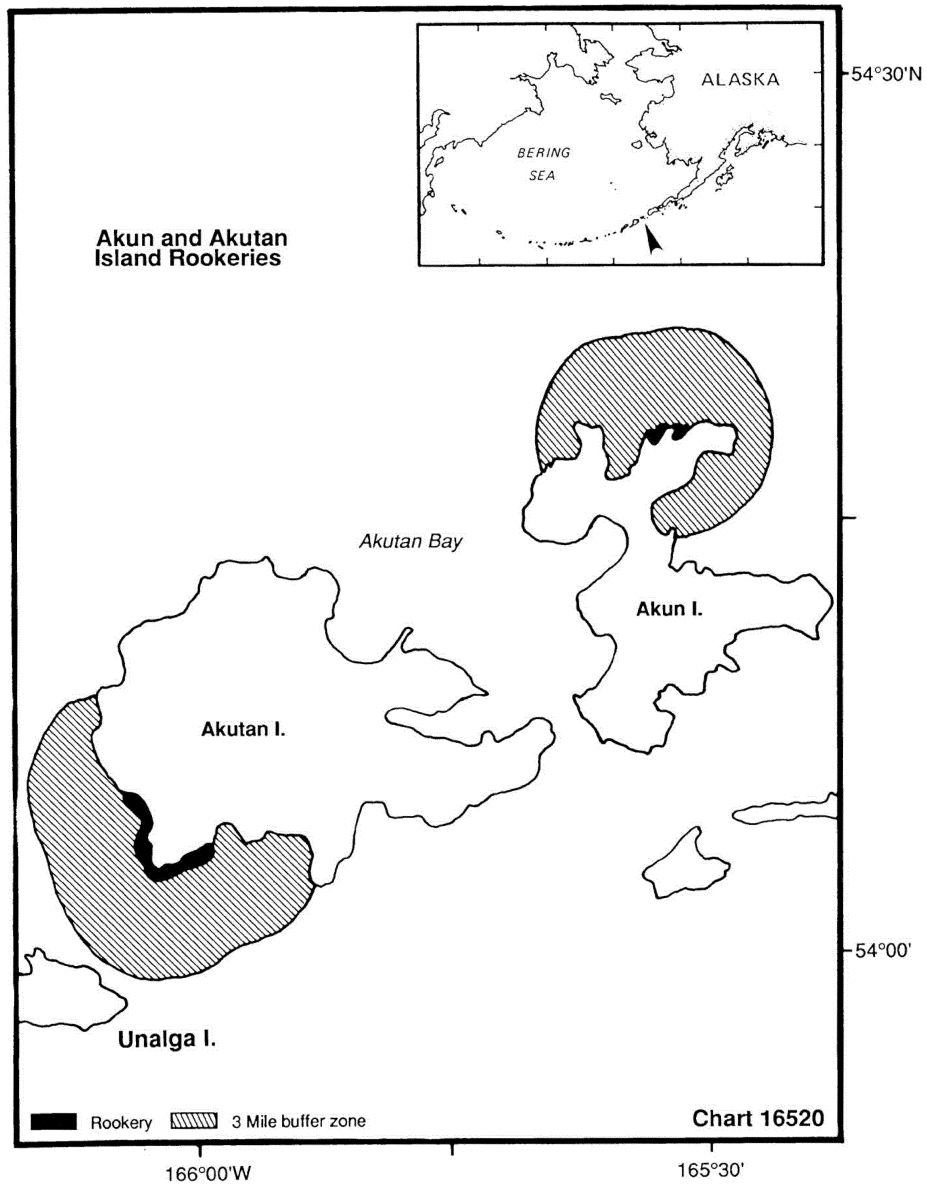 ALASKA
54°30'N
BERING
SEA
Akun and Akutan
Island Rookeries
Akutan Bay
Akun I.
Akutan I.
54°00'
Unalga I.
Rookery
3 Mile buffer zone
Chart 16520
166°00'W
165°30'